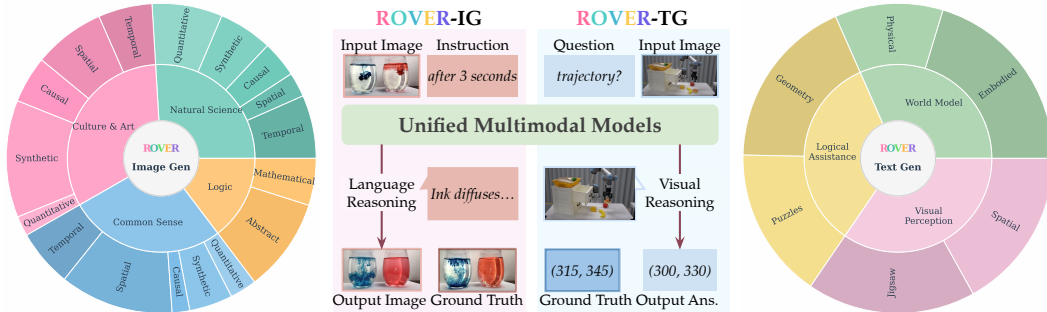 Quantitative
Synthetic
Causal
Spatial
Temporal
Natural Science
Mathematical
Abstract
Logic
Quantitative
Synthetic
Causal
Spatial
Temporal
Common Sense
Quantitative
Synthetic
Causal
Spatial
Temporal
Culture & Art
ROVER
Image Gen
ROVER-IG
Input Image
Instruction
after 3 seconds
ROVER-TG
Question
Input Image
trajectory?
Unified Multimodal Models
Language
Reasoning
Ink diffuses…
Visual
Reasoning
(315, 345)
(300, 330)
Output Image
Ground Truth
Ground Truth
Output Ans.
Physical
Embodied
World Model
Geometry
Puzzles
Logical
Assistance
Jigsaw
Spatial
Visual
Perception
ROVER
Text Gen